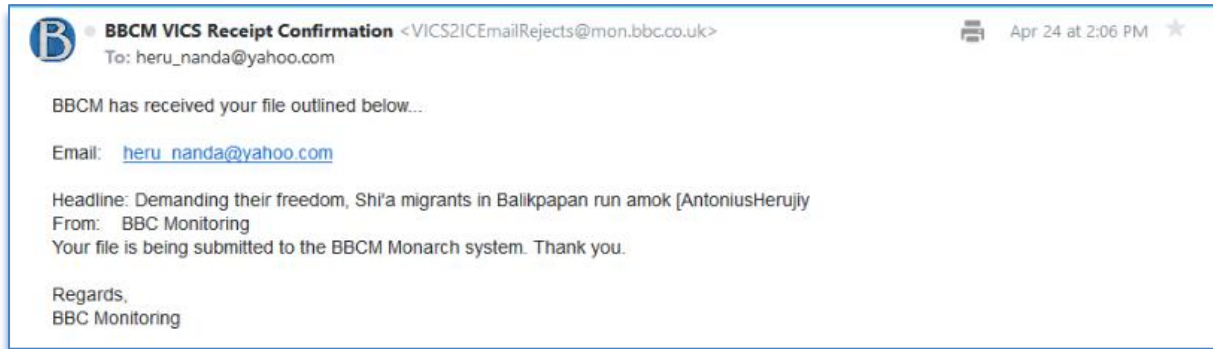 B
BBCM VICS Receipt Confirmation <VICS2ICEmailRejects@mon.bbc.co.uk>
Apr 24 at 2:06 PM
To: heru_nanda@yahoo.com
BBCM has received your file outlined below...
Email: heru_nanda@yahoo.com
Headline: Demanding their freedom, Shi'a migrants in Balikpapan run amok [AntoniusHerujiy
From: BBC Monitoring
Your file is being submitted to the BBCM Monarch system. Thank you.
Regards,
BBC Monitoring